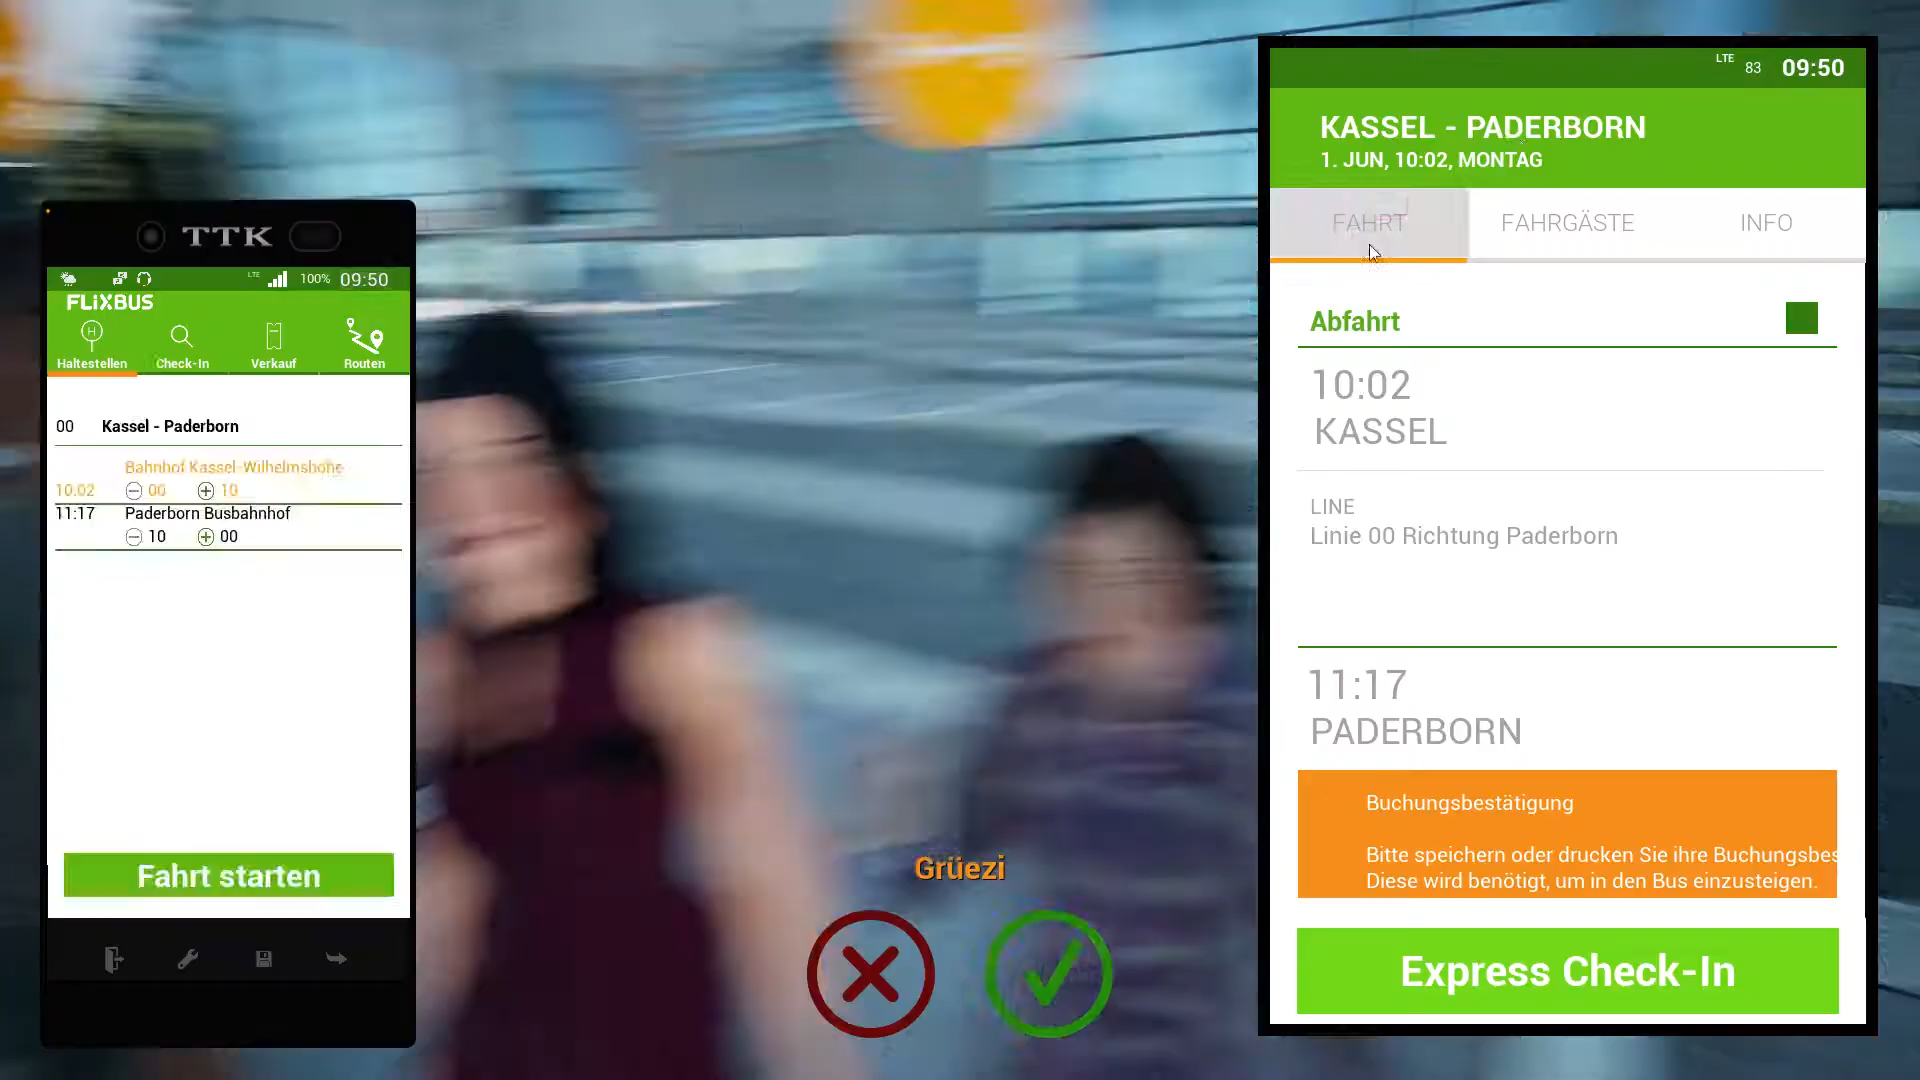 TTK
LTE 100% 09:50
FLiXBUS
Haltestellen Check-In Verkauf Routen
00 Kassel - Paderborn
Bahnhof Kassel-Wilhelmshöhe
10:02 00 10
11:17 Paderborn Busbahnhof
10 00
Fahrt starten
Grüezi
LTE 83 09:50
KASSEL - PADERBORN
1. JUN, 10:02, MONTAG
FAHRT FAHRGÄSTE INFO
Abfahrt
10:02
KASSEL
LINE
Linie 00 Richtung Paderborn
11:17
PADERBORN
Buchungsbestätigung
Bitte speichern oder drucken Sie ihre Buchungsbes
Diese wird benötigt, um in den Bus einzusteigen.
Express Check-In